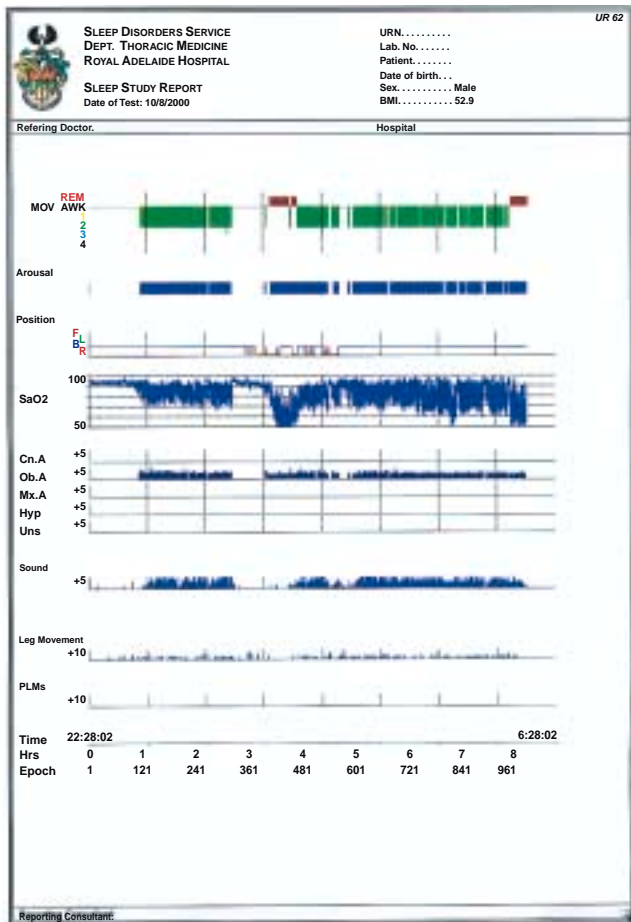 UR 62
SLEEP DISORDERS SERVICE
DEPT. THORACIC MEDICINE
ROYAL ADELAIDE HOSPITAL
SLEEP STUDY REPORT
Date of Test: 10/8/2000
URN..........
Lab. No.......
Patient........
Date of birth...
Sex........... Male
BMI........... 52.9
Refering Doctor. Hospital
REM
MOV AWK
1
2
3
4
Arousal
Position
F
L
B
R
100
SaO2
50
Cn.A +5
Ob.A +5
Mx.A +5
Hyp +5
Uns +5
Sound
+5
Leg Movement
+10
PLMs
+10
Time 22:28:02 6:28:02
Hrs 0 1 2 3 4 5 6 7 8
Epoch 1 121 241 361 481 601 721 841 961
Reporting Consultant: